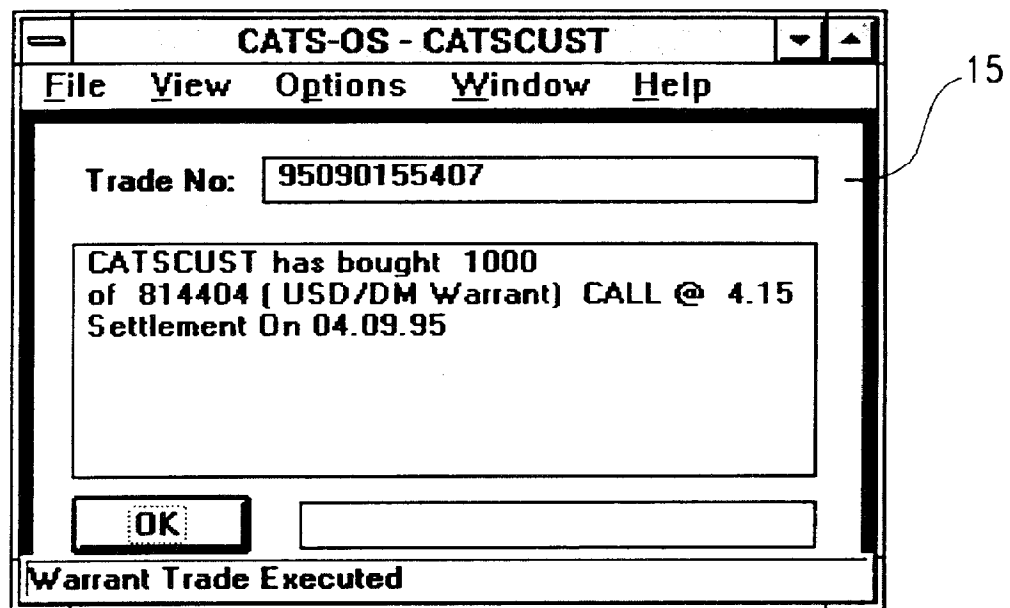 CATS-OS - CATSCUST
File View Options Window Help
15
Trade No: 95090155407
CATSCUST has bought 1000
of 814404 ( USD/DM Warrant) CALL @ 4.15
Settlement On 04.09.95
OK
Warrant Trade Executed